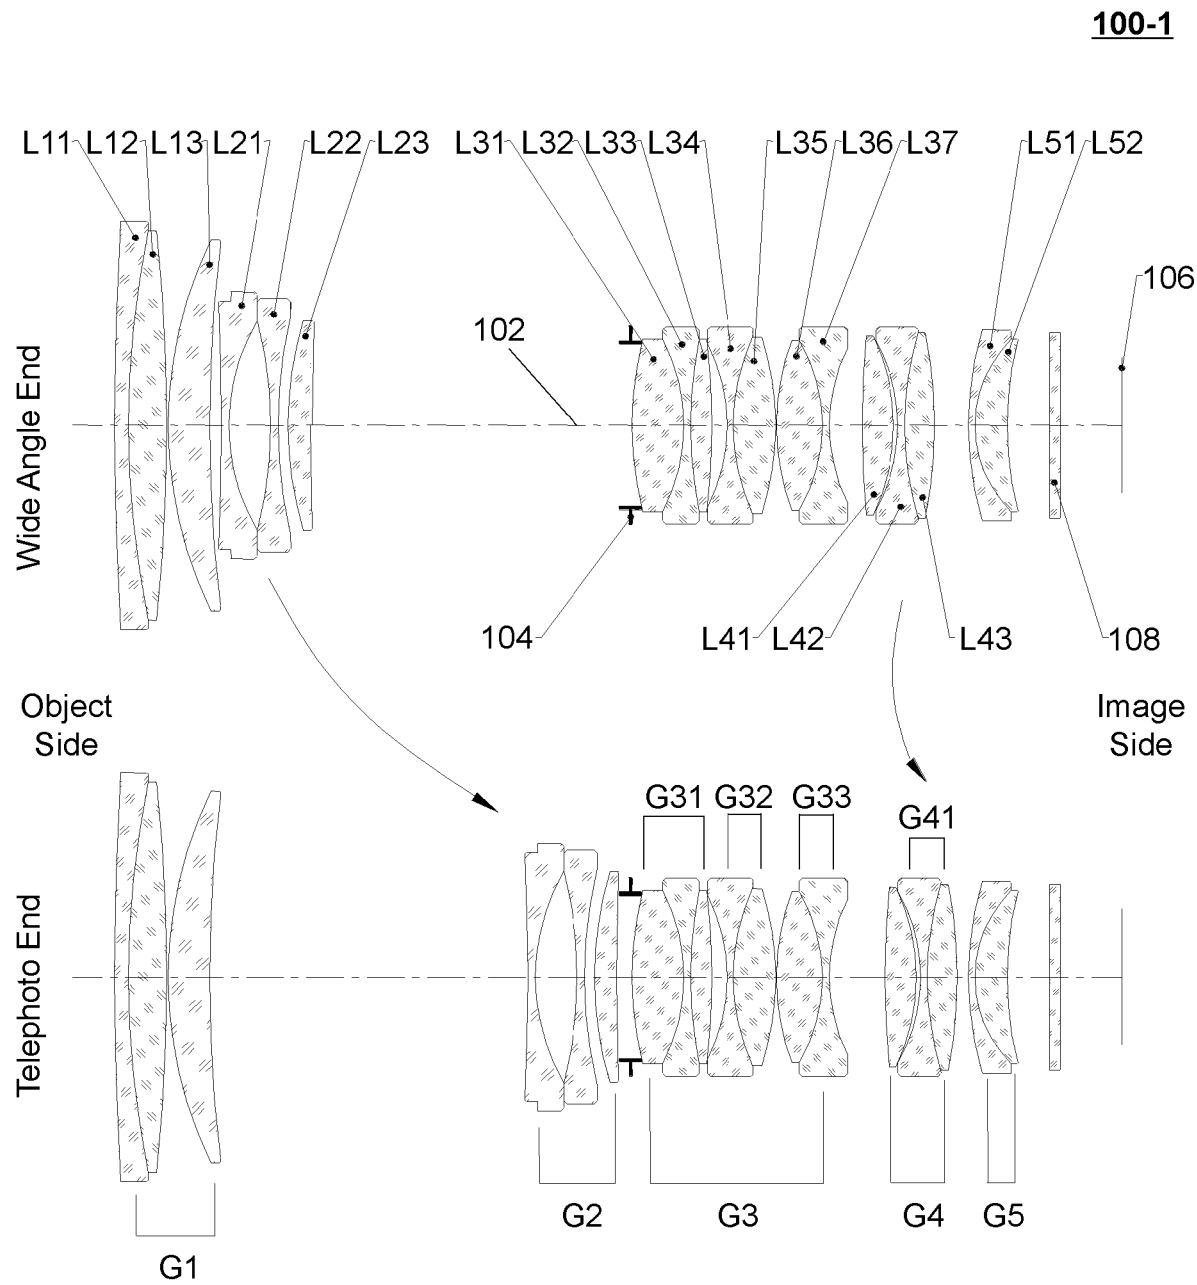 100-1
L11 L12 L13 L21 L22 L23 L31 L32 L33 L34 L35 L36 L37 L51 L52
106
102
Wide Angle End
104
L41 L42 L43 108
Object
Side
Image
Side
G31 G32 G33
G41
Telephoto End
G2 G3 G4 G5
G1